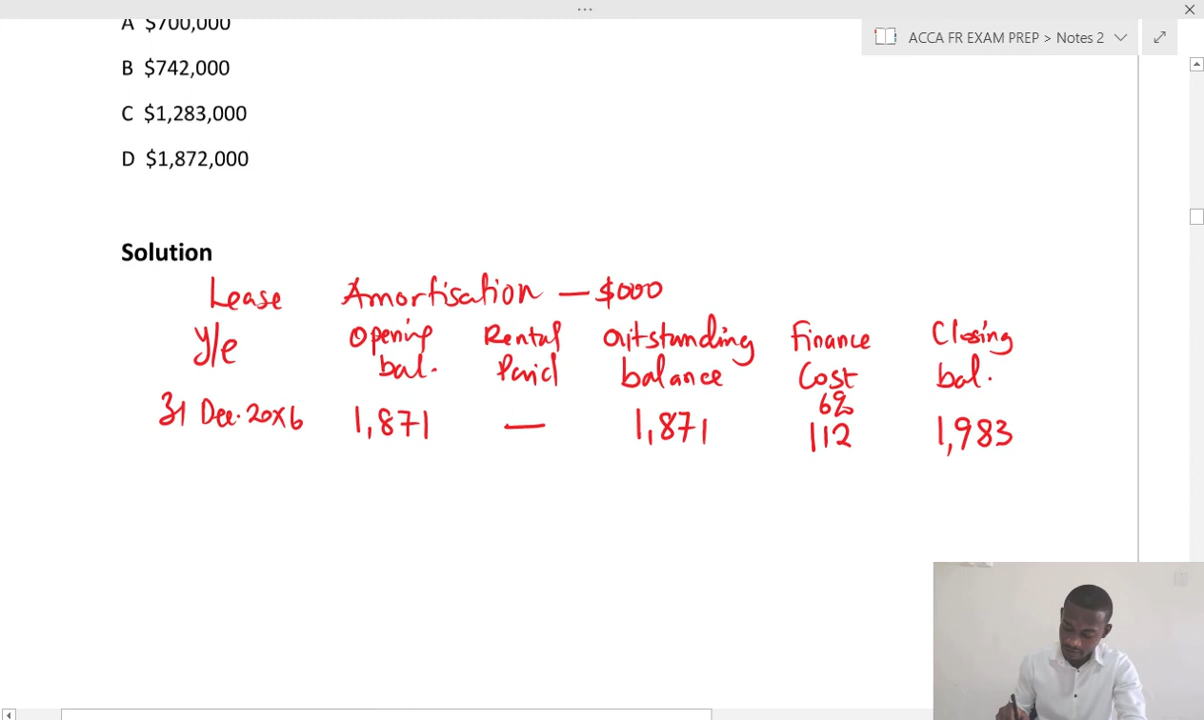 A $700,000
ACCA FR EXAM PREP > Notes 2
B $742,000
C $1,283,000
D $1,872,000
Solution
Lease Amortisation — $000
y/e Opening bal. Rental Paid Outstanding balance Finance Cost 6% Closing bal.
31 Dec. 20X6 1,871 — 1,871 112 1,983